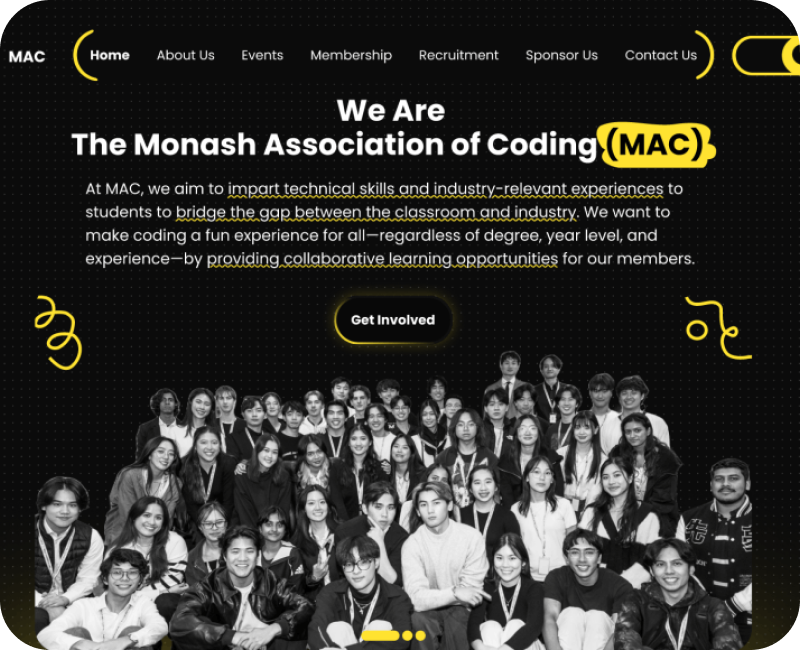 MAC
Home About Us Events Membership Recruitment Sponsor Us Contact Us
We Are
The Monash Association of Coding (MAC)
At MAC, we aim to impart technical skills and industry-relevant experiences to
students to bridge the gap between the classroom and industry. We want to
make coding a fun experience for all—regardless of degree, year level, and
experience—by providing collaborative learning opportunities for our members.
Get Involved